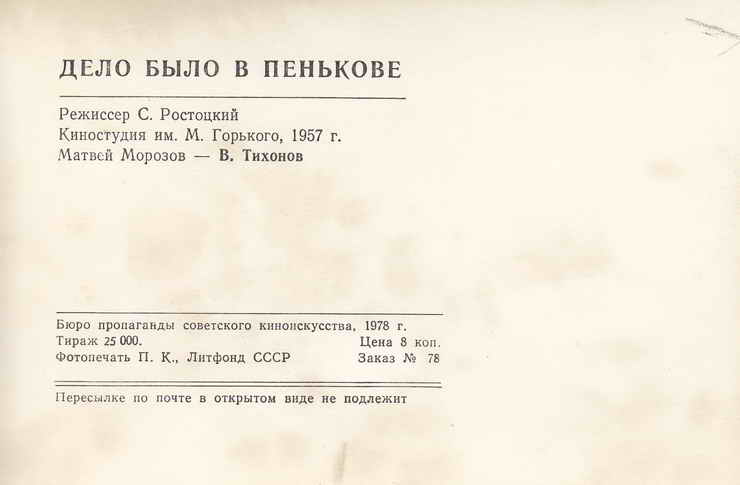 ДЕЛО БЫЛО В ПЕНЬКОВЕ
Режиссер С. Ростоцкий
Киностудия им. М. Горького, 1957 г.
Матвей Морозов — В. Тихонов
Бюро пропаганды советского киноискусства, 1978 г.
Тираж 25 000. Цена 8 коп.
Фотопечать П. К., Литфонд СССР Заказ № 78
Пересылке по почте в открытом виде не подлежит